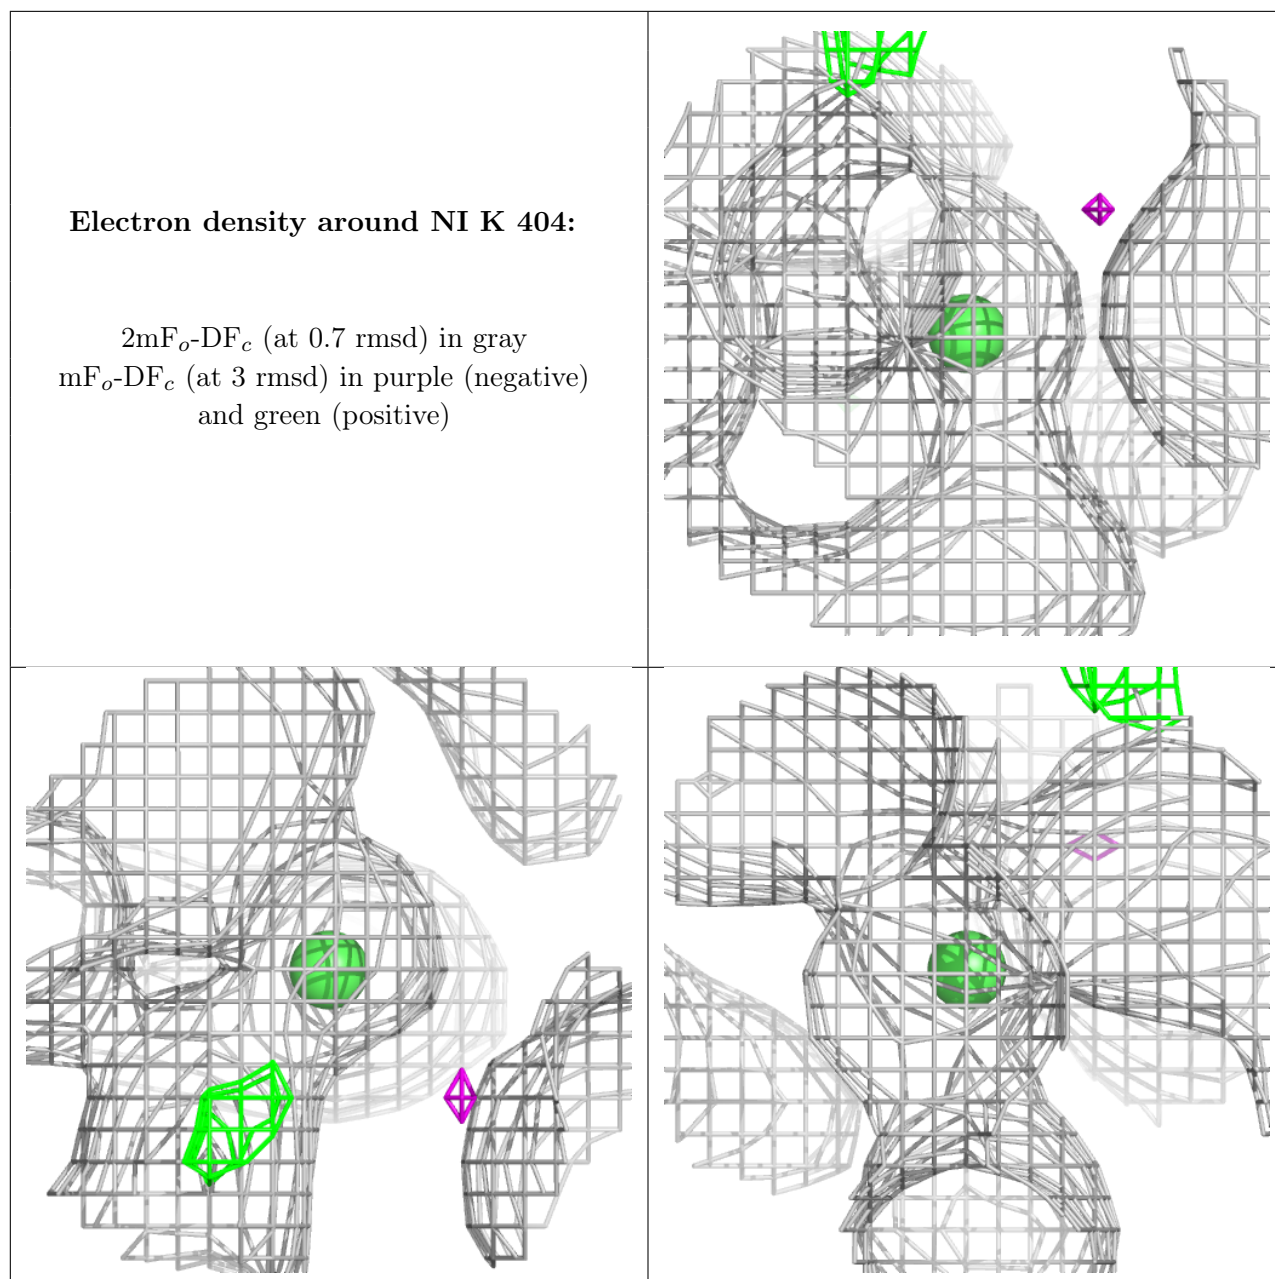 Electron density around NI K 404:
2mFo-DFc (at 0.7 rmsd) in gray
mFo-DFc (at 3 rmsd) in purple (negative)
and green (positive)